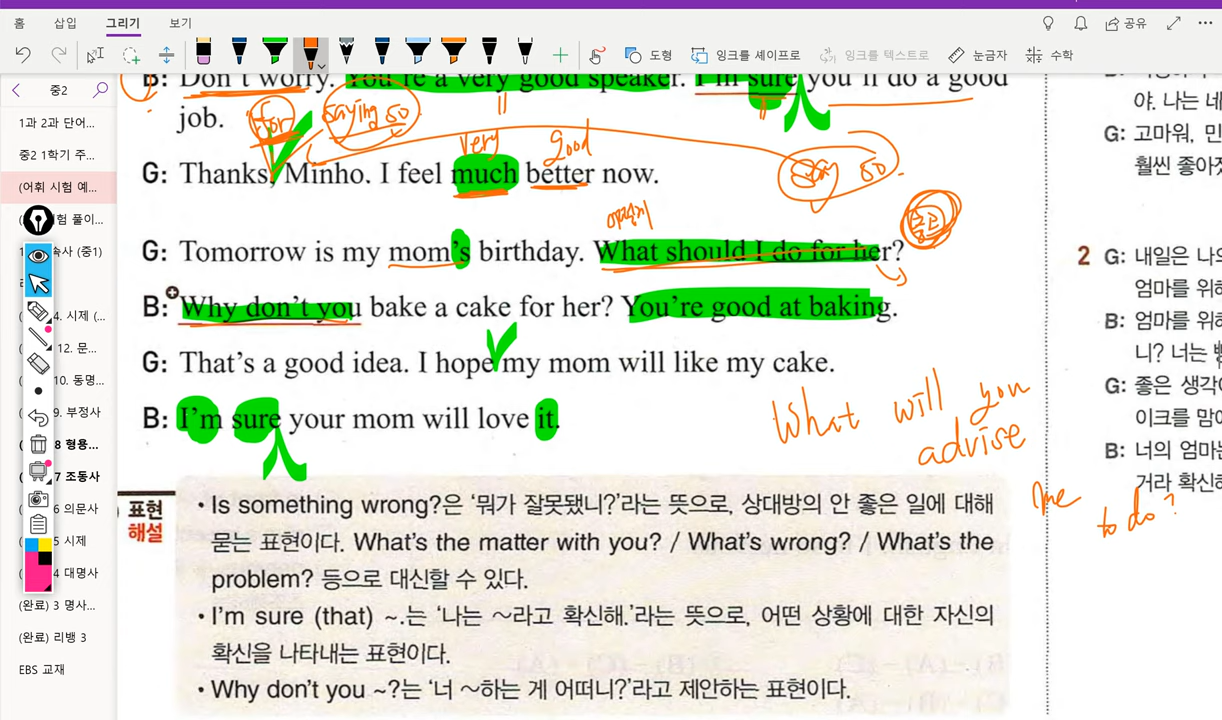 홈 삽입 그리기 보기
공유
도형 잉크를 셰이프로 잉크를 텍스트로 눈금자 수학
중2
1과 2과 단어...
중2 1학기 주...
(어휘 시험 예...
험 풀이...
속사 (중1)
4. 시제 (...
12. 문...
10. 동명...
9. 부정사
8 형용...
7 조동사
6 의문사
5 시제
4 대명사
(완료) 3 명사...
(완료) 리뱅 3
EBS 교재
B: Don't worry. You're a very good speaker. I'm sure you'll do a good
job.
for saying so
very good
say so
G: Thanks, Minho. I feel much better now.
어떻게
G: Tomorrow is my mom's birthday. What should I do for her?
B: Why don't you bake a cake for her? You're good at baking.
G: That's a good idea. I hope my mom will like my cake.
B: I'm sure your mom will love it.
What will you
advise
me
to do?
표현
해설
• Is something wrong?은 '뭐가 잘못됐니?'라는 뜻으로, 상대방의 안 좋은 일에 대해
묻는 표현이다. What's the matter with you? / What's wrong? / What's the
problem? 등으로 대신할 수 있다.
• I'm sure (that) ~.는 '나는 ~라고 확신해.'라는 뜻으로, 어떤 상황에 대한 자신의
확신을 나타내는 표현이다.
• Why don't you ~?는 '너 ~하는 게 어떠니?'라고 제안하는 표현이다.
야. 나는 네
G: 고마워, 민
훨씬 좋아졌
2 G: 내일은 나의
엄마를 위해
B: 엄마를 위해
니? 너는
G: 좋은 생각이
이크를 맘에
B: 너의 엄마는
거라 확신해